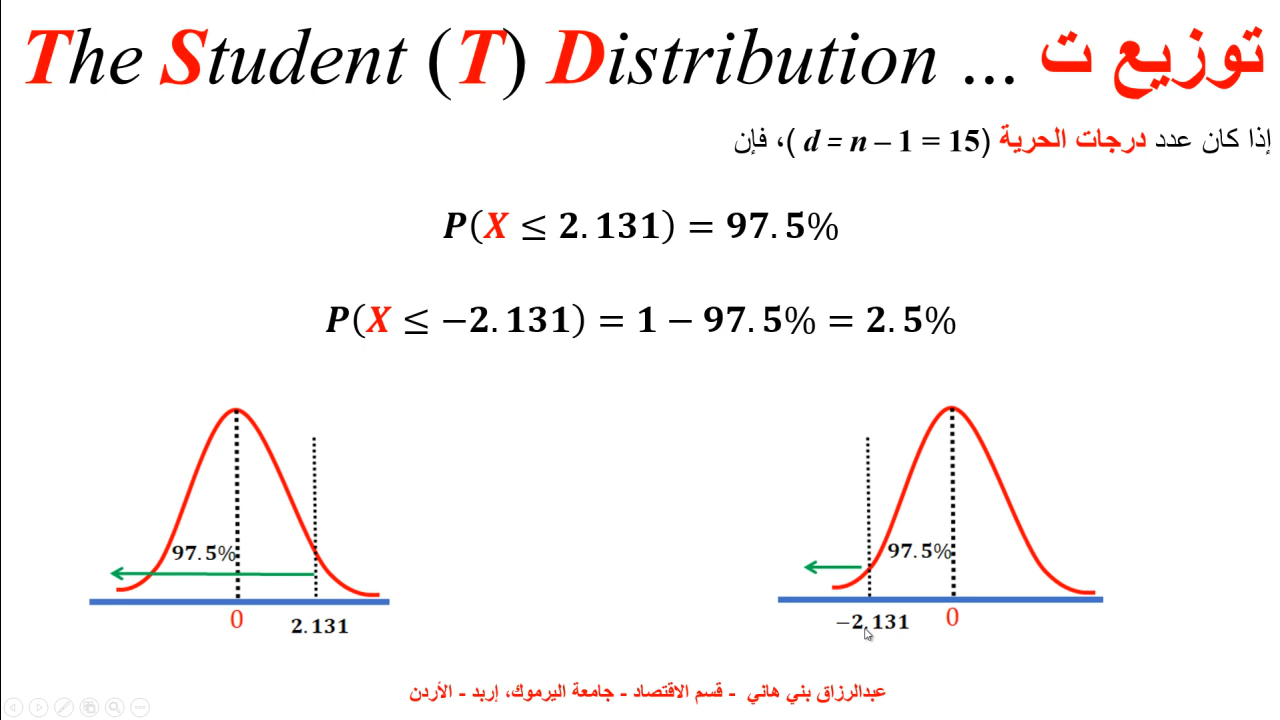 The Student (T) Distribution ... توزيع ت
إذا كان عدد درجات الحرية (d = n – 1 = 15)، فإن
P(X ≤ 2.131) = 97.5%
P(X ≤ −2.131) = 1 − 97.5% = 2.5%
97.5%
0
2.131
97.5%
−2.131
0
عبدالرزاق بني هاني - قسم الاقتصاد - جامعة اليرموك، إربد - الأردن